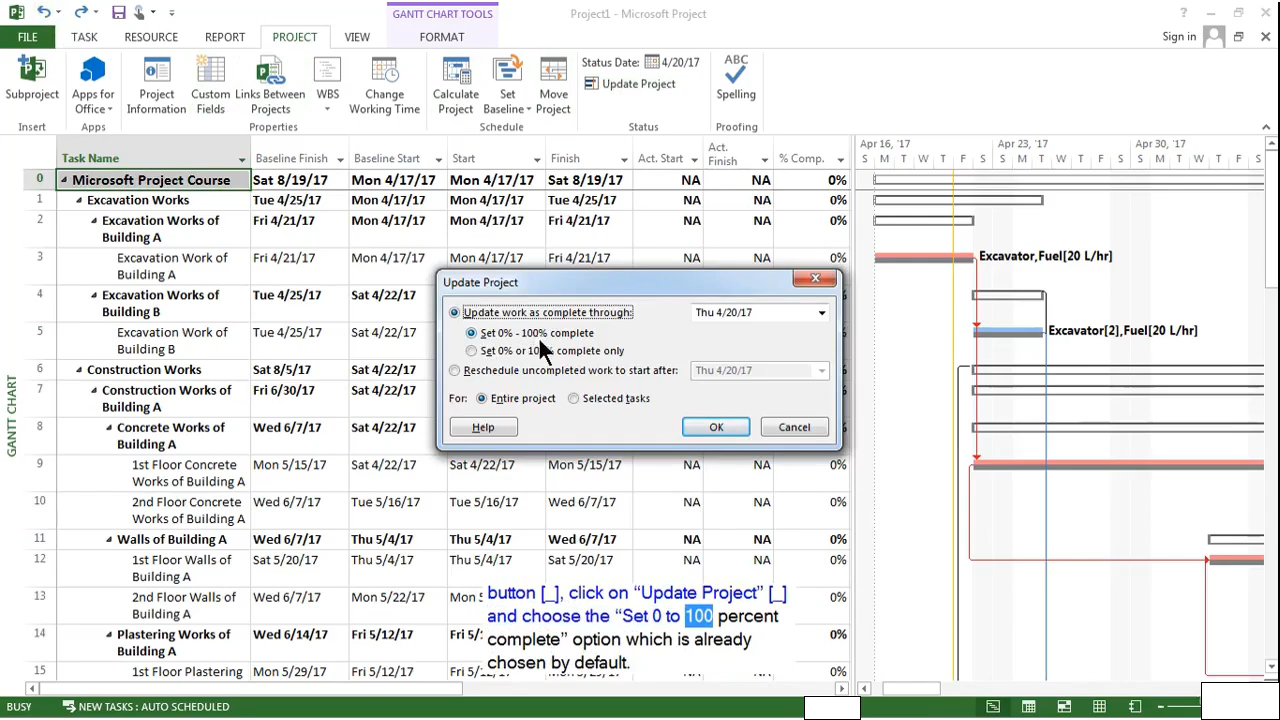 GANTT CHART TOOLS
Project1 - Microsoft Project
?
FILE
TASK
RESOURCE
REPORT
PROJECT
VIEW
FORMAT
Sign in
Subproject
Apps for
Office
Project
Information
Custom
Fields
Links Between
Projects
WBS
Change
Working Time
Calculate
Project
Set
Baseline
Move
Project
Status Date:
4/20/17
Update Project
ABC
Spelling
Insert
Apps
Properties
Schedule
Status
Proofing
Task Name
Baseline Finish
Baseline Start
Start
Finish
Act. Start
Act.
Finish
% Comp.
Apr 16, '17
Apr 23, '17
Apr 30, '17
S M T W T F S S M T W T F S S M T W T F S
0 Microsoft Project Course Sat 8/19/17 Mon 4/17/17 Mon 4/17/17 Sat 8/19/17 NA NA 0%
1 Excavation Works Tue 4/25/17 Mon 4/17/17 Mon 4/17/17 Tue 4/25/17 NA NA 0%
2 Excavation Works of Fri 4/21/17 Mon 4/17/17 Mon 4/17/17 Fri 4/21/17 NA NA 0%
Building A
3 Excavation Work of Fri 4/21/17 Mon 4/17/17 Mon 4/17/17 Fri 4/21/17 NA NA 0%
Building A
Excavator,Fuel[20 L/hr]
4 Excavation Works of Tue 4/25/17 Sat 4/22/17
Building B
5 Excavation Work of Tue 4/25/17 Sat 4/22/17
Building B
Excavator[2],Fuel[20 L/hr]
6 Construction Works Sat 8/5/17 Sat 4/22/17
7 Construction Works of Fri 6/30/17 Sat 4/22/17
Building A
8 Concrete Works of Wed 6/7/17 Sat 4/22/17
Building A
9 1st Floor Concrete Mon 5/15/17 Sat 4/22/17 Sat 4/22/17 Mon 5/15/17 NA NA 0%
Works of Building A
10 2nd Floor Concrete Wed 6/7/17 Tue 5/16/17 Tue 5/16/17 Wed 6/7/17 NA NA 0%
Works of Building A
11 Walls of Building A Wed 6/7/17 Thu 5/4/17 Thu 5/4/17 Wed 6/7/17 NA NA 0%
12 1st Floor Walls of Sat 5/20/17 Thu 5/4/17 Thu 5/4/17 Sat 5/20/17 NA NA 0%
Building A
13 2nd Floor Walls of Wed 6/7/17 Mon 5/22/17 Mon 0%
Building A
14 Plastering Works of Wed 6/14/17 Fri 5/12/17 Fri 0%
Building A
15 1st Floor Plastering Mon 5/29/17 Fri 5/12/17 Fri 0%
Update Project
Update work as complete through:
Thu 4/20/17
Set 0% - 100% complete
Set 0% or 100% complete only
Reschedule uncompleted work to start after:
Thu 4/20/17
For:
Entire project
Selected tasks
Help
OK
Cancel
button [_], click on “Update Project” [_]
and choose the “Set 0 to 100 percent
complete” option which is already
chosen by default.
GANTT CHART
BUSY
NEW TASKS : AUTO SCHEDULED